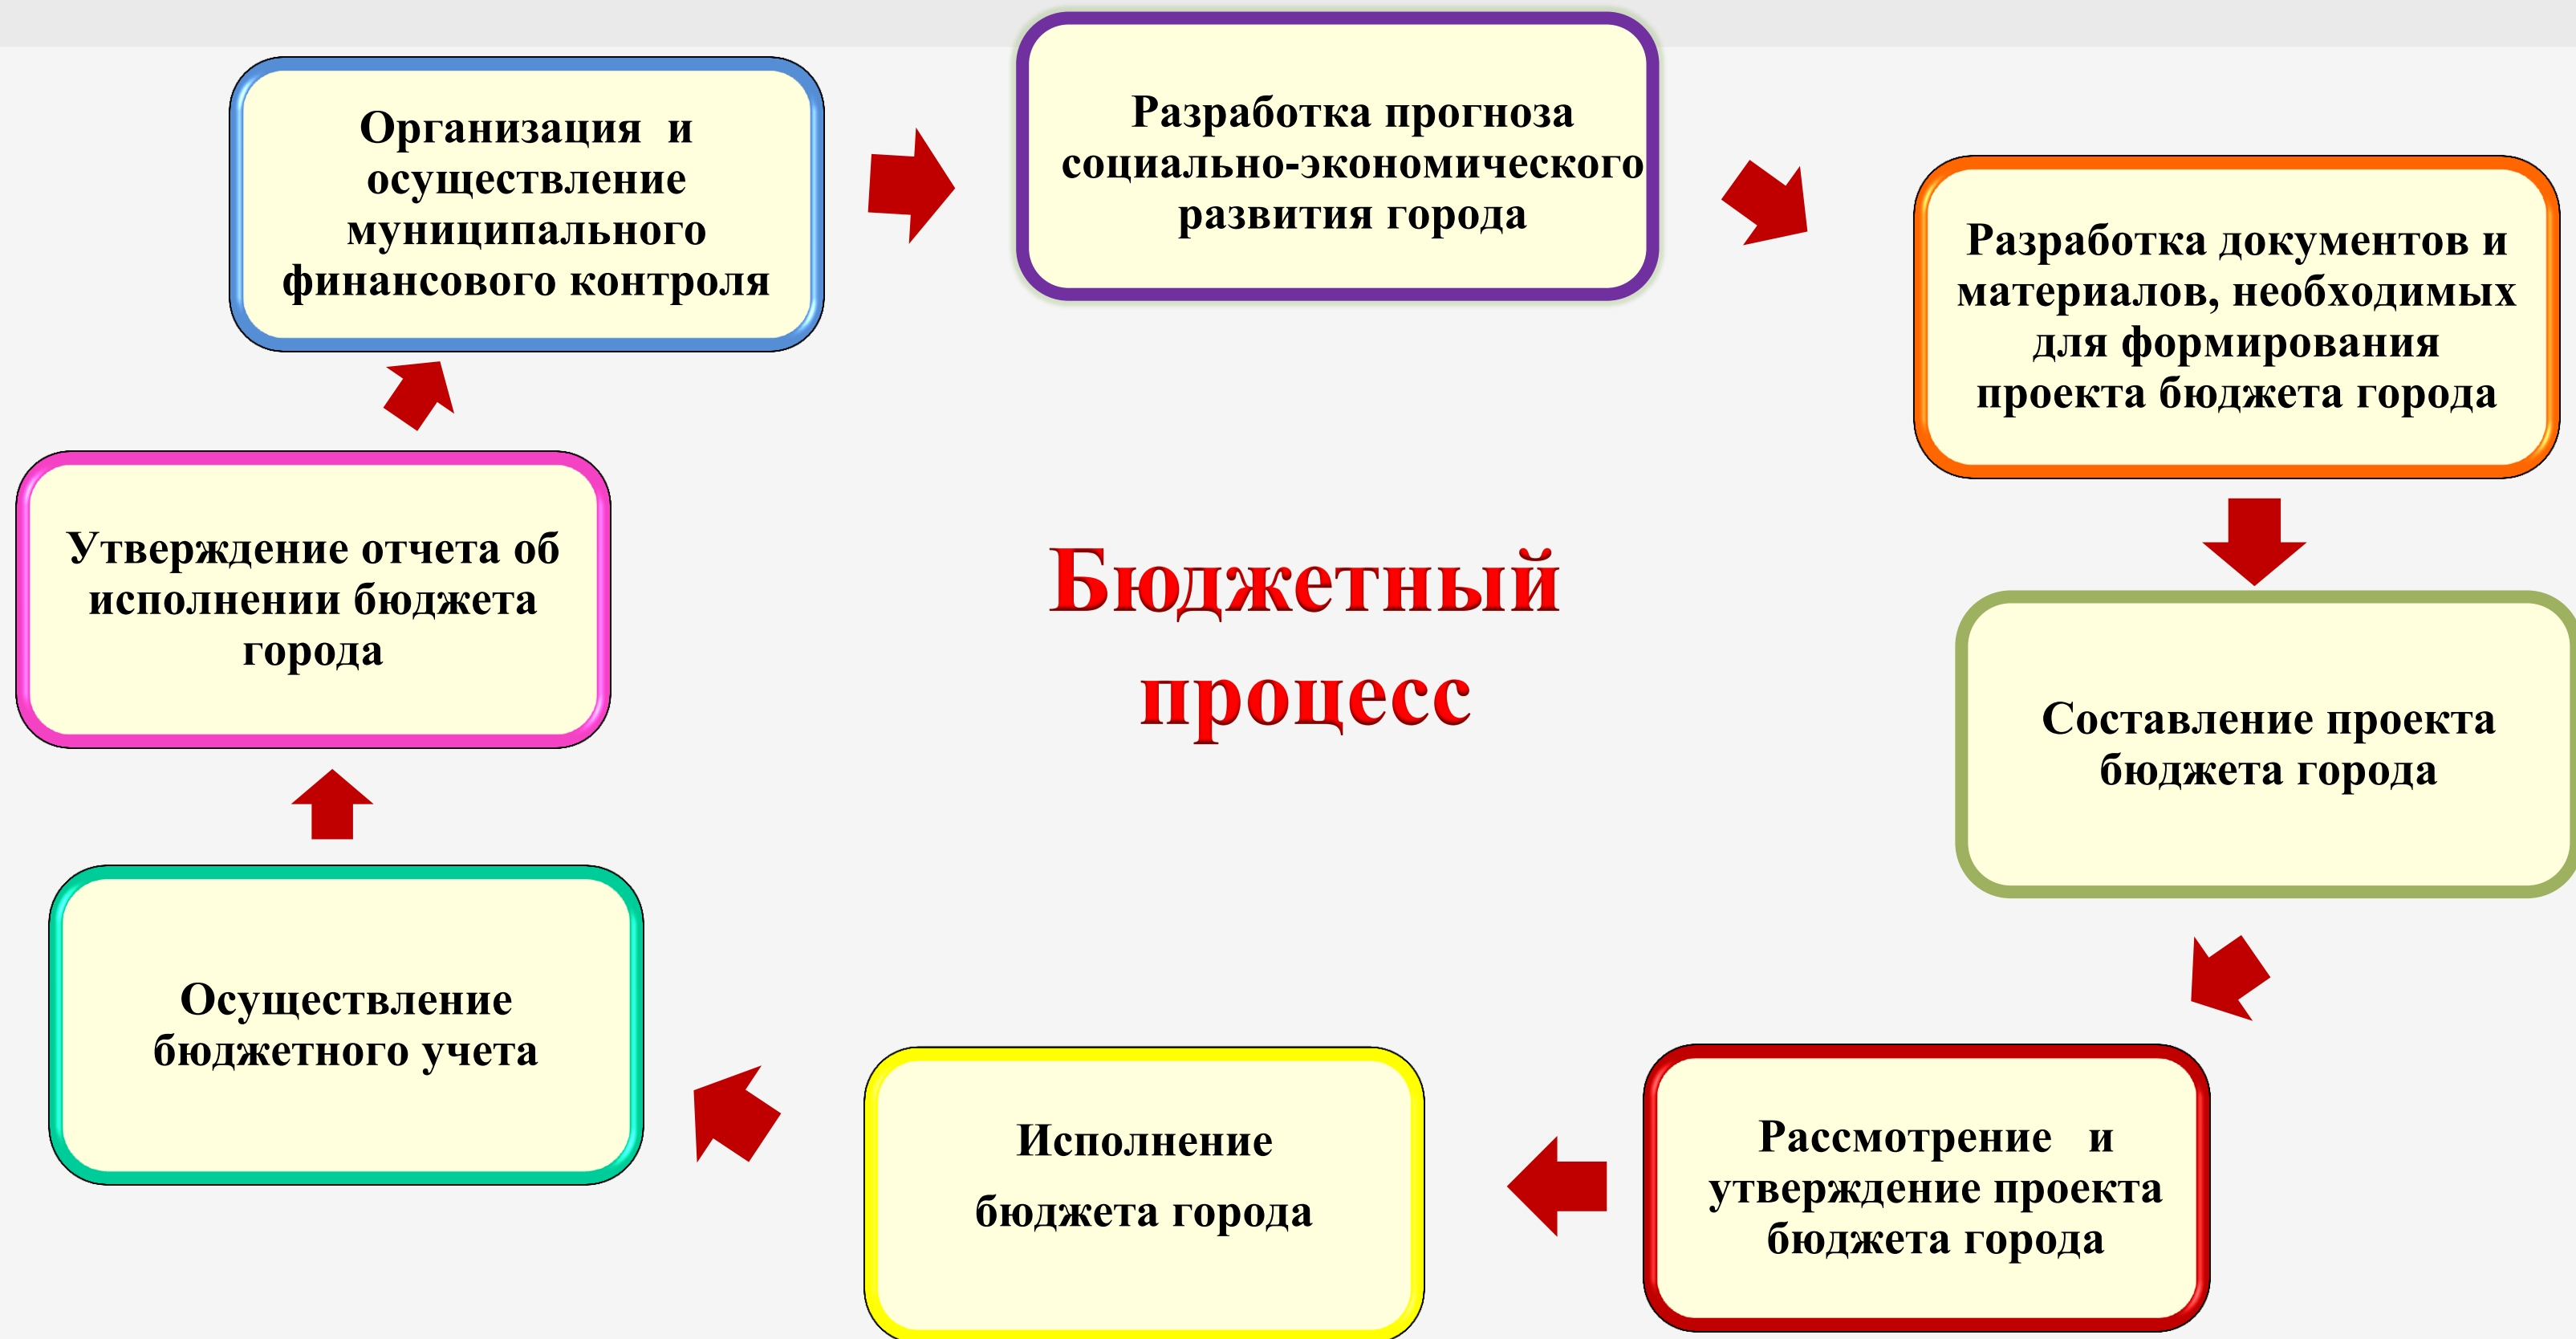 Организация и
осуществление
муниципального
финансового контроля
Разработка прогноза
социально-экономического
развития города
Разработка документов и
материалов, необходимых
для формирования
проекта бюджета города
Утверждение отчета об
исполнении бюджета
города
Бюджетный
процесс
Составление проекта
бюджета города
Осуществление
бюджетного учета
Исполнение
бюджета города
Рассмотрение и
утверждение проекта
бюджета города